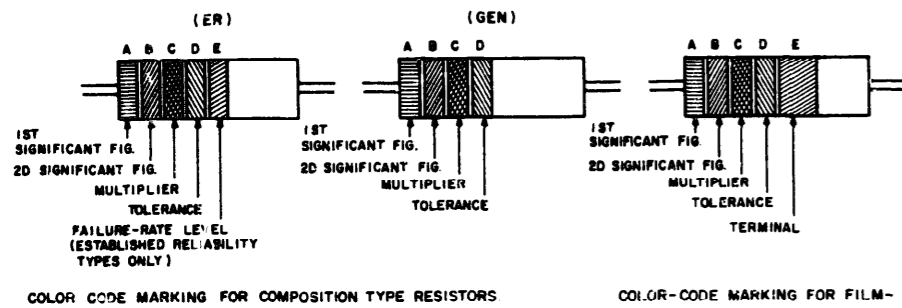 (ER)
A B C D E
1ST
SIGNIFICANT FIG.
2D SIGNIFICANT FIG.
MULTIPLIER
TOLERANCE
FAILURE-RATE LEVEL
(ESTABLISHED RELIABILITY
TYPES ONLY)
(GEN)
A B C D
1ST
SIGNIFICANT FIG.
2D SIGNIFICANT FIG.
MULTIPLIER
TOLERANCE
COLOR CODE MARKING FOR COMPOSITION TYPE RESISTORS
A B C D E
1ST
SIGNIFICANT FIG.
2D SIGNIFICANT FIG.
MULTIPLIER
TOLERANCE
TERMINAL
COLOR-CODE MARKING FOR FILM-